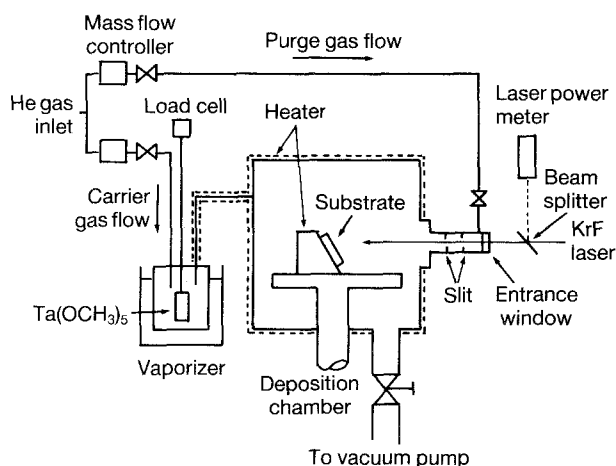 Mass flow
controller
Purge gas flow
He gas
inlet
Load cell
Laser power
meter
Heater
Beam
splitter
Carrier
gas flow
Substrate
KrF
laser
Slit
Entrance
window
Ta(OCH3)5
Vaporizer
Deposition
chamber
To vacuum pump